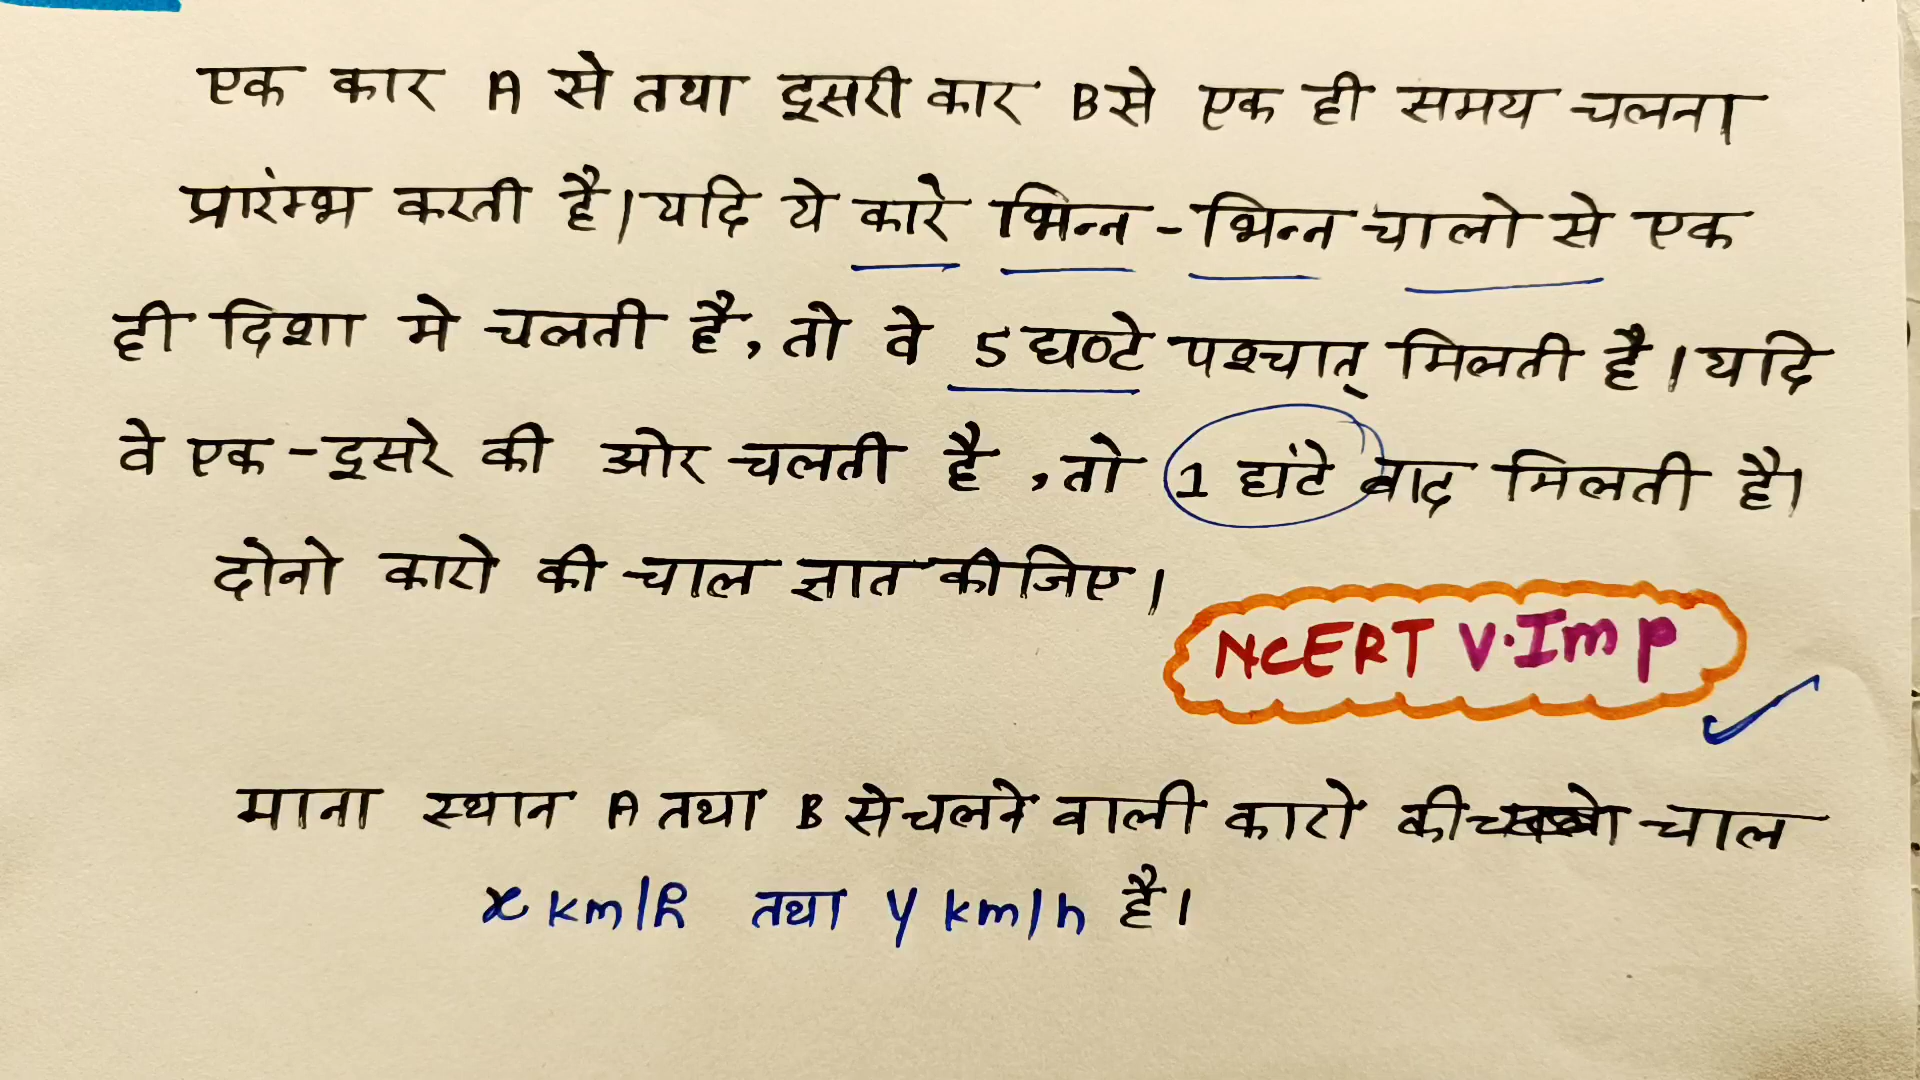 एक कार A से तथा दूसरी कार B से एक ही समय चलना
प्रारंम्भ करती है। यदि ये कारे भिन्न-भिन्न चालो से एक
ही दिशा मे चलती है, तो वे 5 घण्टे पश्चात् मिलती है। यदि
वे एक-दूसरे की ओर चलती है, तो 1 घंटे बाद मिलती है।
दोनो कारो की चाल ज्ञात कीजिए।
NCERT V.Imp
माना स्थान A तथा B से चलने वाली कारो की चाल
x km/h तथा y km/h है।